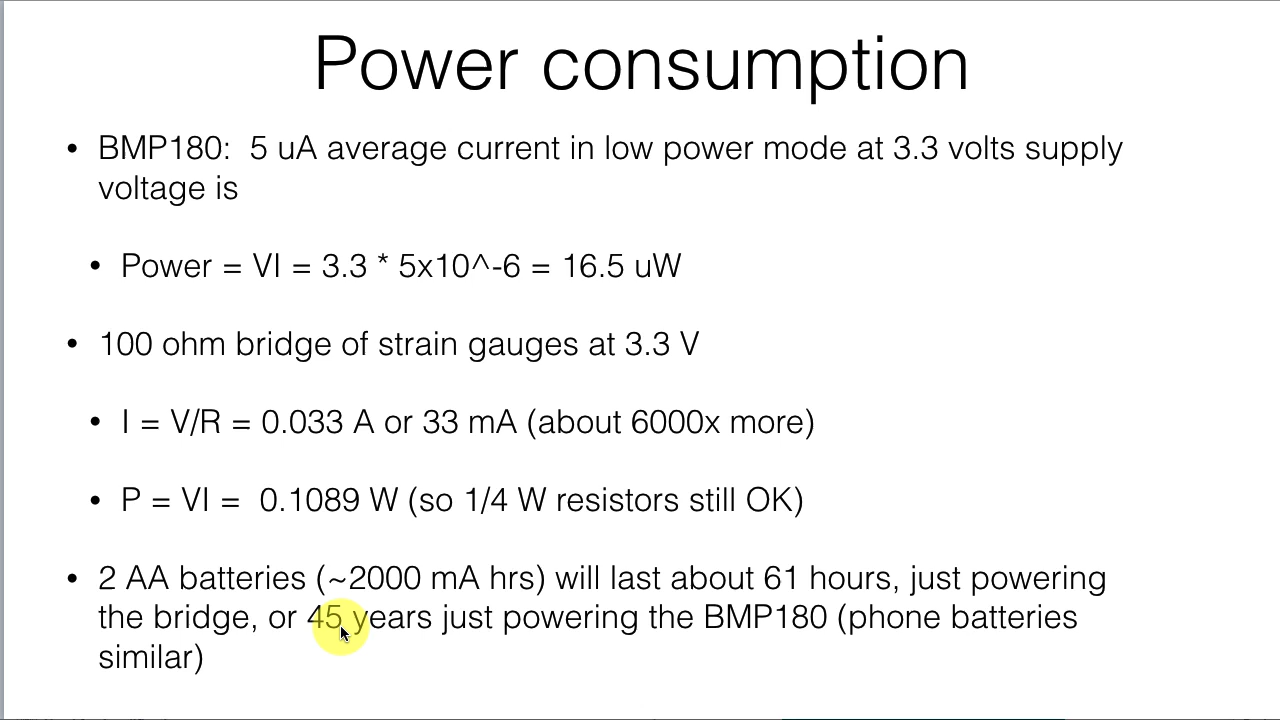 Power consumption
• BMP180:  5 uA average current in low power mode at 3.3 volts supply
voltage is
• Power = VI = 3.3 * 5x10^-6 = 16.5 uW
• 100 ohm bridge of strain gauges at 3.3 V
• I = V/R = 0.033 A or 33 mA (about 6000x more)
• P = VI =  0.1089 W (so 1/4 W resistors still OK)
• 2 AA batteries (~2000 mA hrs) will last about 61 hours, just powering
the bridge, or 45 years just powering the BMP180 (phone batteries
similar)